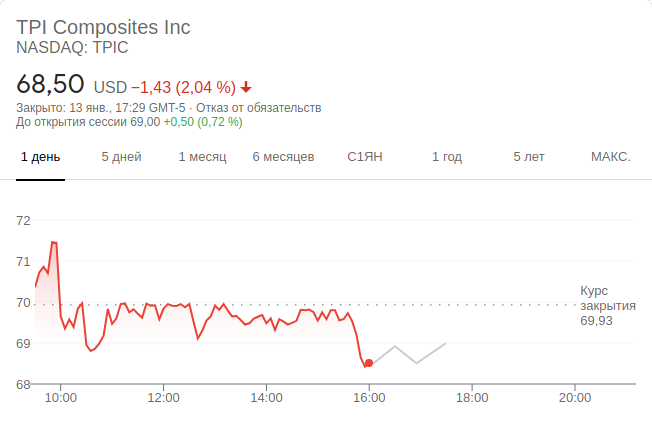 TPI Composites Inc
NASDAQ: TPIC
68,50 USD −1,43 (2,04 %)
Закрыто: 13 янв., 17:29 GMT-5 · Отказ от обязательств
До открытия сессии 69,00 +0,50 (0,72 %)
1 день 5 дней 1 месяц 6 месяцев С1ЯН 1 год 5 лет МАКС.
72
71
70
69
68
Курс
закрытия
69,93
10:00 12:00 14:00 16:00 18:00 20:00